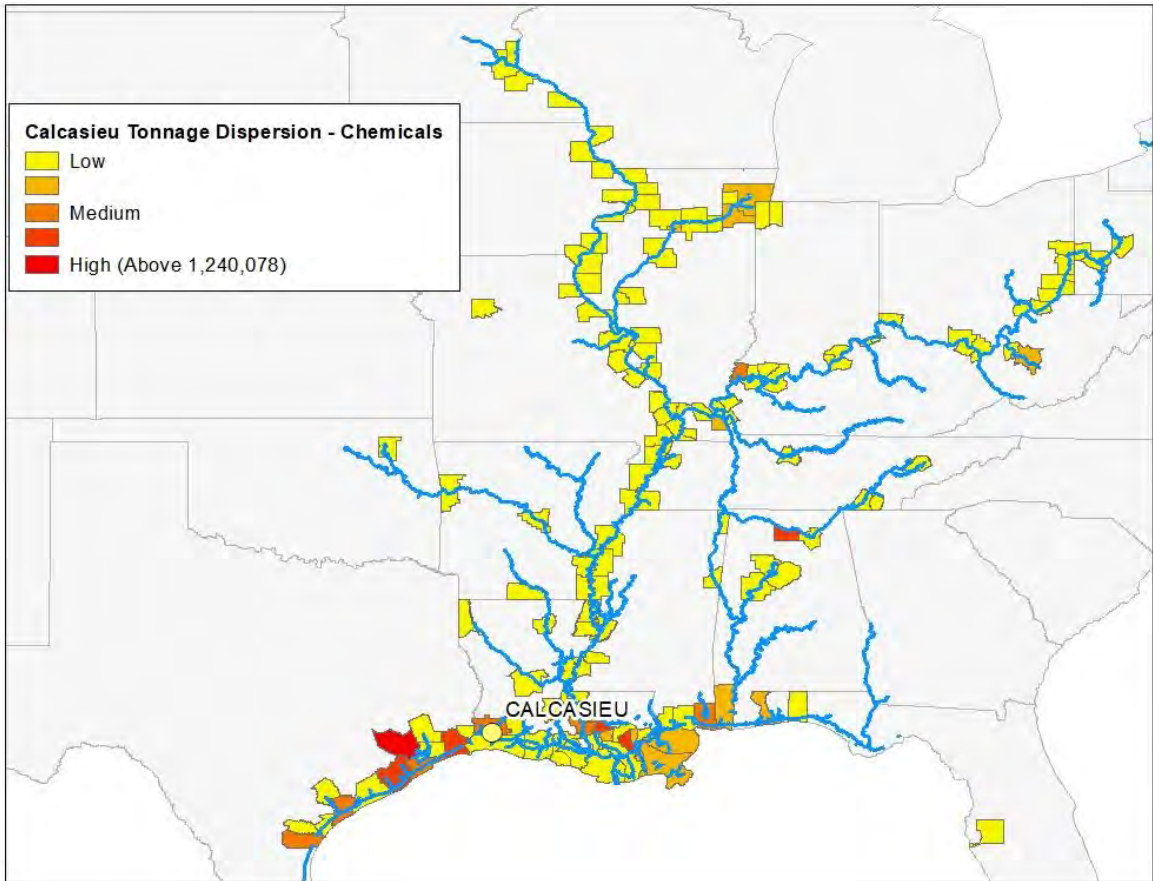 Calcasieu Tonnage Dispersion - Chemicals
Low
Medium
High (Above 1,240,078)
CALCASIEU